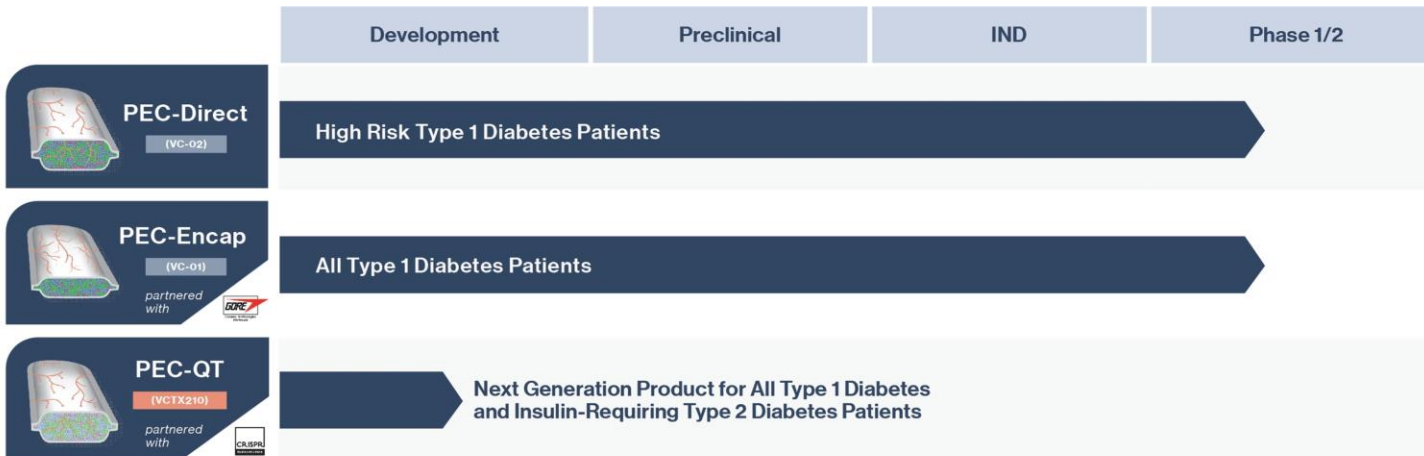 Development
Preclinical
IND
Phase 1/2
PEC-Direct
(VC-02)
High Risk Type 1 Diabetes Patients
PEC-Encap
(VC-01)
partnered
with
GORE
All Type 1 Diabetes Patients
PEC-QT
(VCTX210)
partnered
with
CRISPR
Next Generation Product for All Type 1 Diabetes
and Insulin-Requiring Type 2 Diabetes Patients